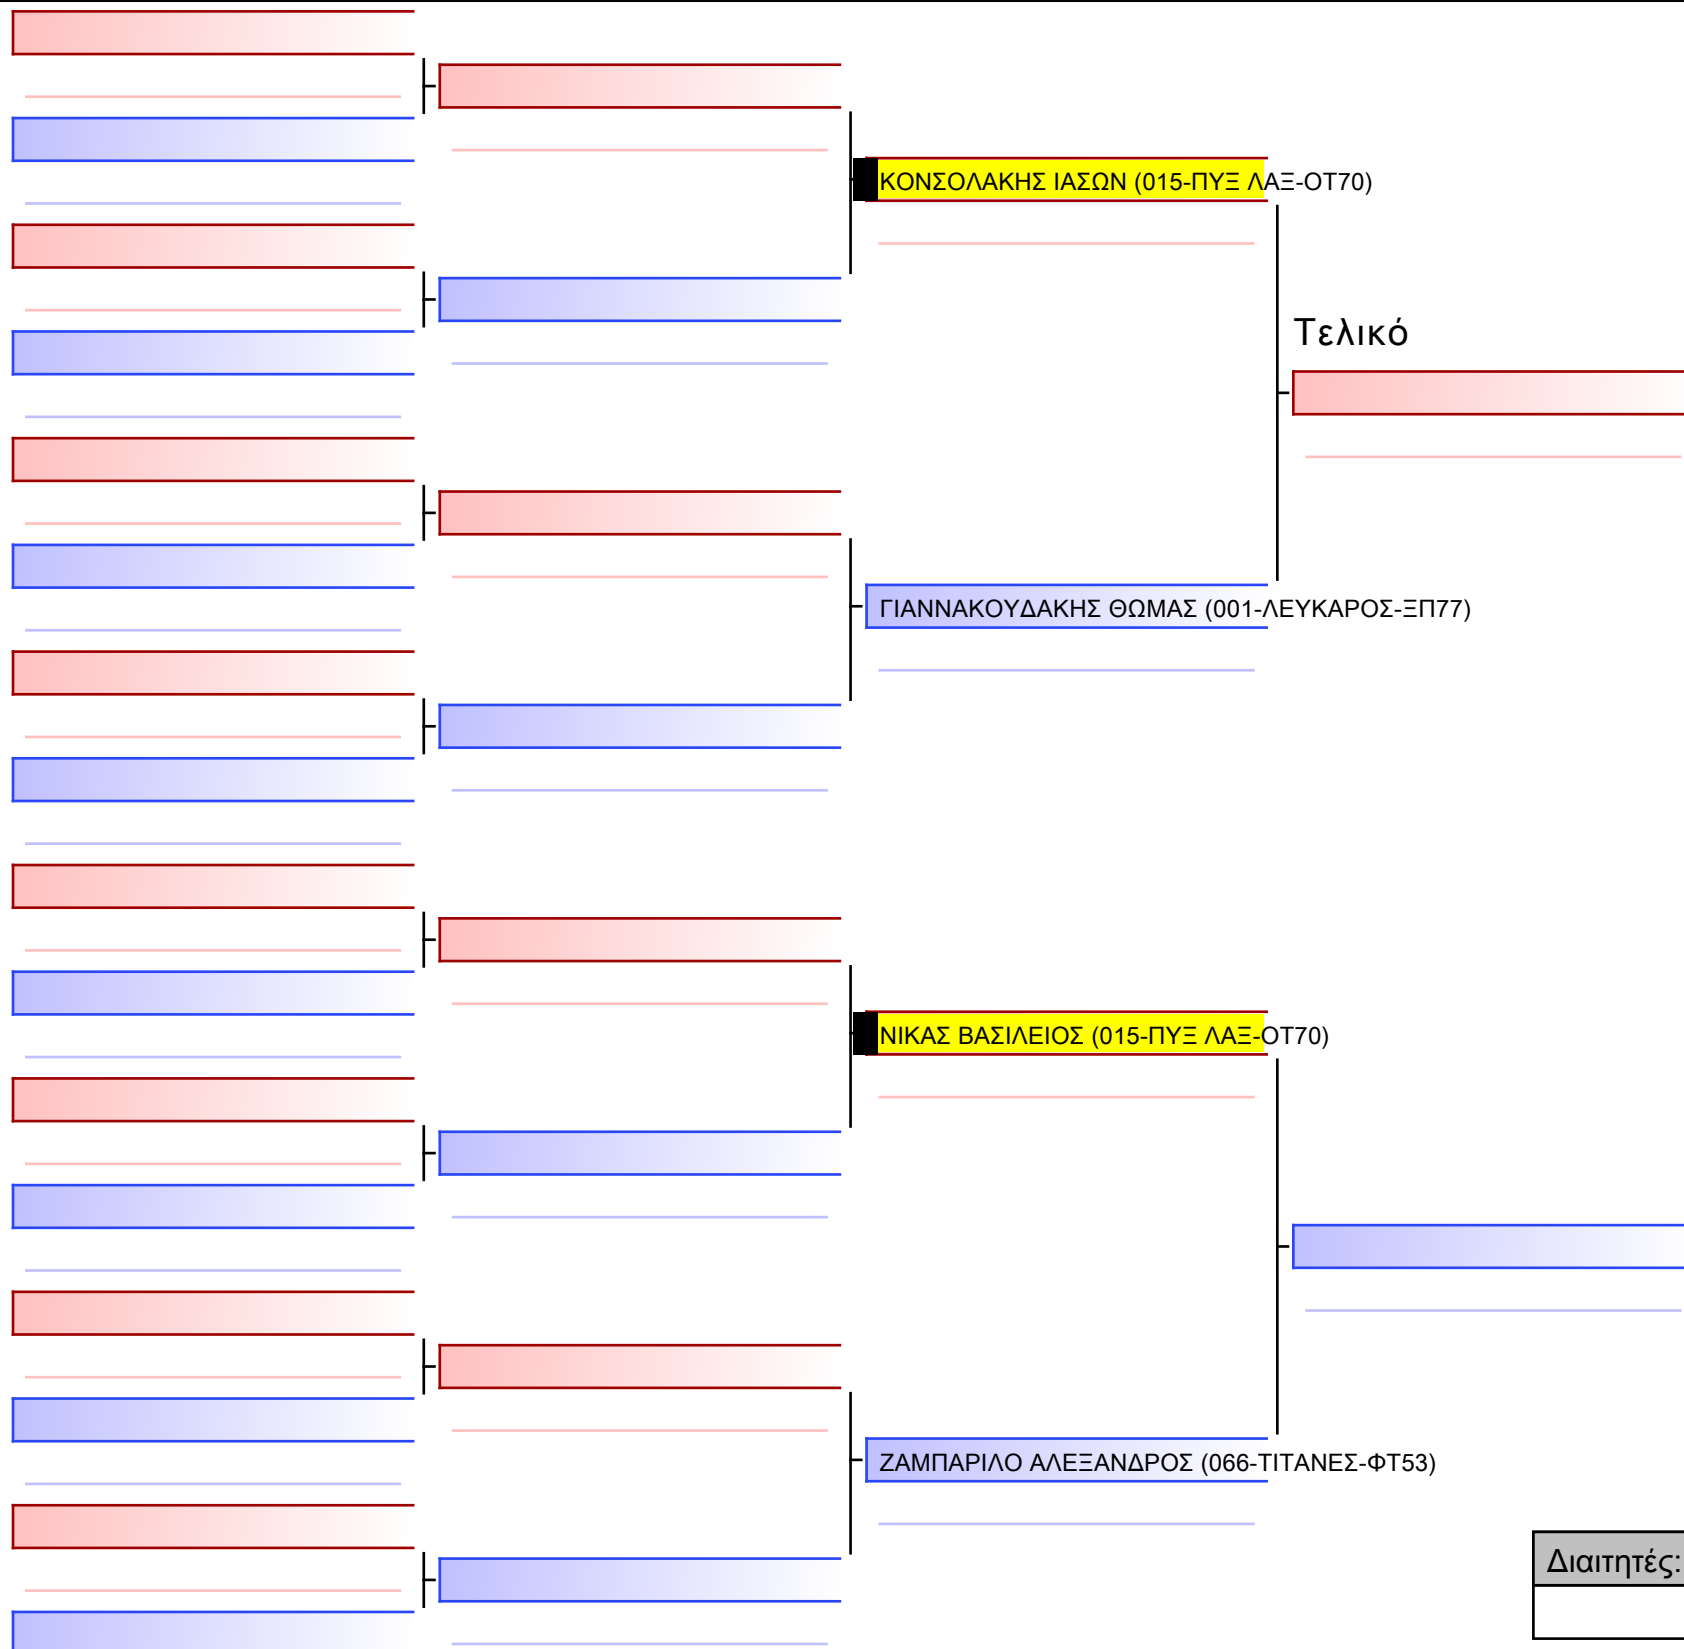 ΚΟΝΣΟΛΑΚΗΣ ΙΑΣΩΝ (015-ΠΥΞ ΛΑΞ-ΟΤ70)
Τελικό
ΓΙΑΝΝΑΚΟΥΔΑΚΗΣ ΘΩΜΑΣ (001-ΛΕΥΚΑΡΟΣ-ΞΠ77)
ΝΙΚΑΣ ΒΑΣΙΛΕΙΟΣ (015-ΠΥΞ ΛΑΞ-ΟΤ70)
ΖΑΜΠΑΡΙΛΟ ΑΛΕΞΑΝΔΡΟΣ (066-ΤΙΤΑΝΕΣ-ΦΤ53)
Διαιτητές: